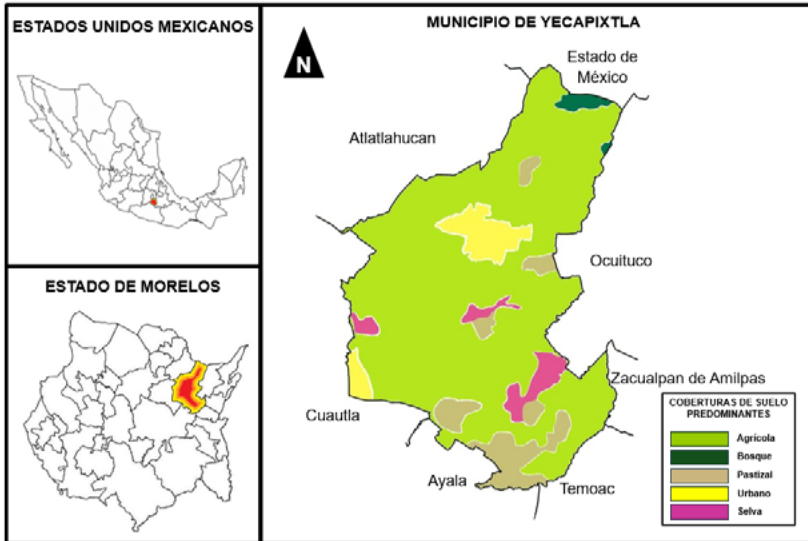 ESTADOS UNIDOS MEXICANOS
ESTADO DE MORELOS
MUNICIPIO DE YECAPIXTLA
N
Estado de
México
Atlatlahucan
Ocuituco
Zacualpan de Amilpas
Cuautla
Ayala
Temoac
COBERTURAS DE SUELO
PREDOMINANTES
Agrícola
Bosque
Pastizal
Urbano
Selva